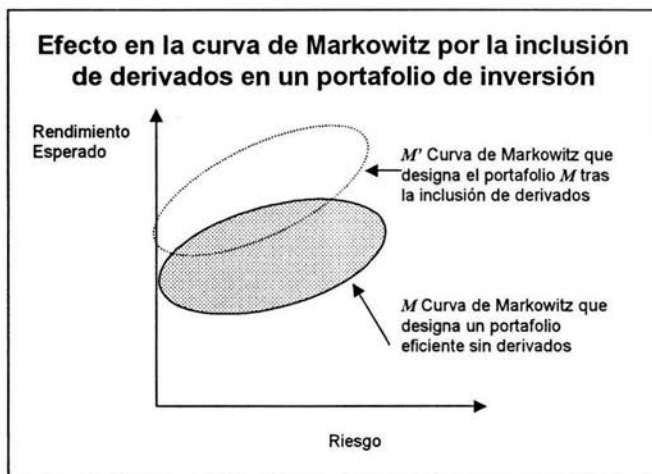 Efecto en la curva de Markowitz por la inclusión
de derivados en un portafolio de inversión
Rendimiento
Esperado
M' Curva de Markowitz que
designa el portafolio M tras
la inclusión de derivados
M Curva de Markowitz que
designa un portafolio
eficiente sin derivados
Riesgo